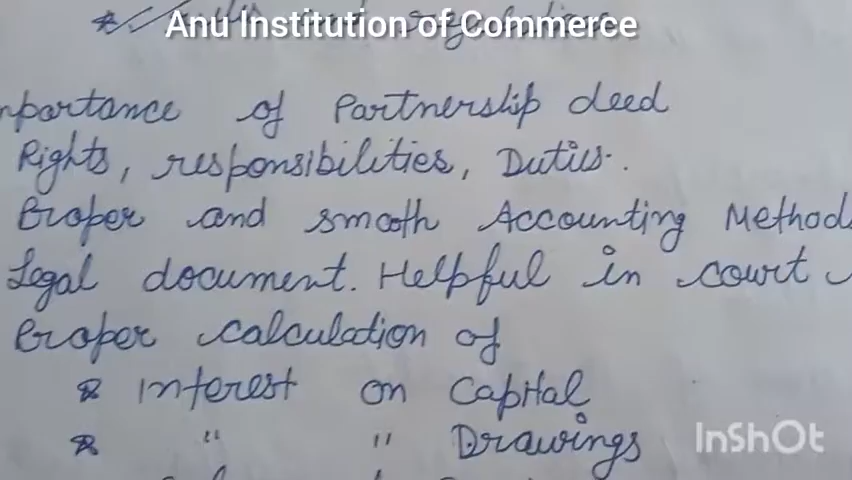 Anu Institution of Commerce
mportance of Partnership deed
Rights, responsibilities, Duties.
Proper and smooth Accounting Method
Legal document. Helpful in court
Proper calculation of
* interest on Capital
* " " Drawings
InShOt